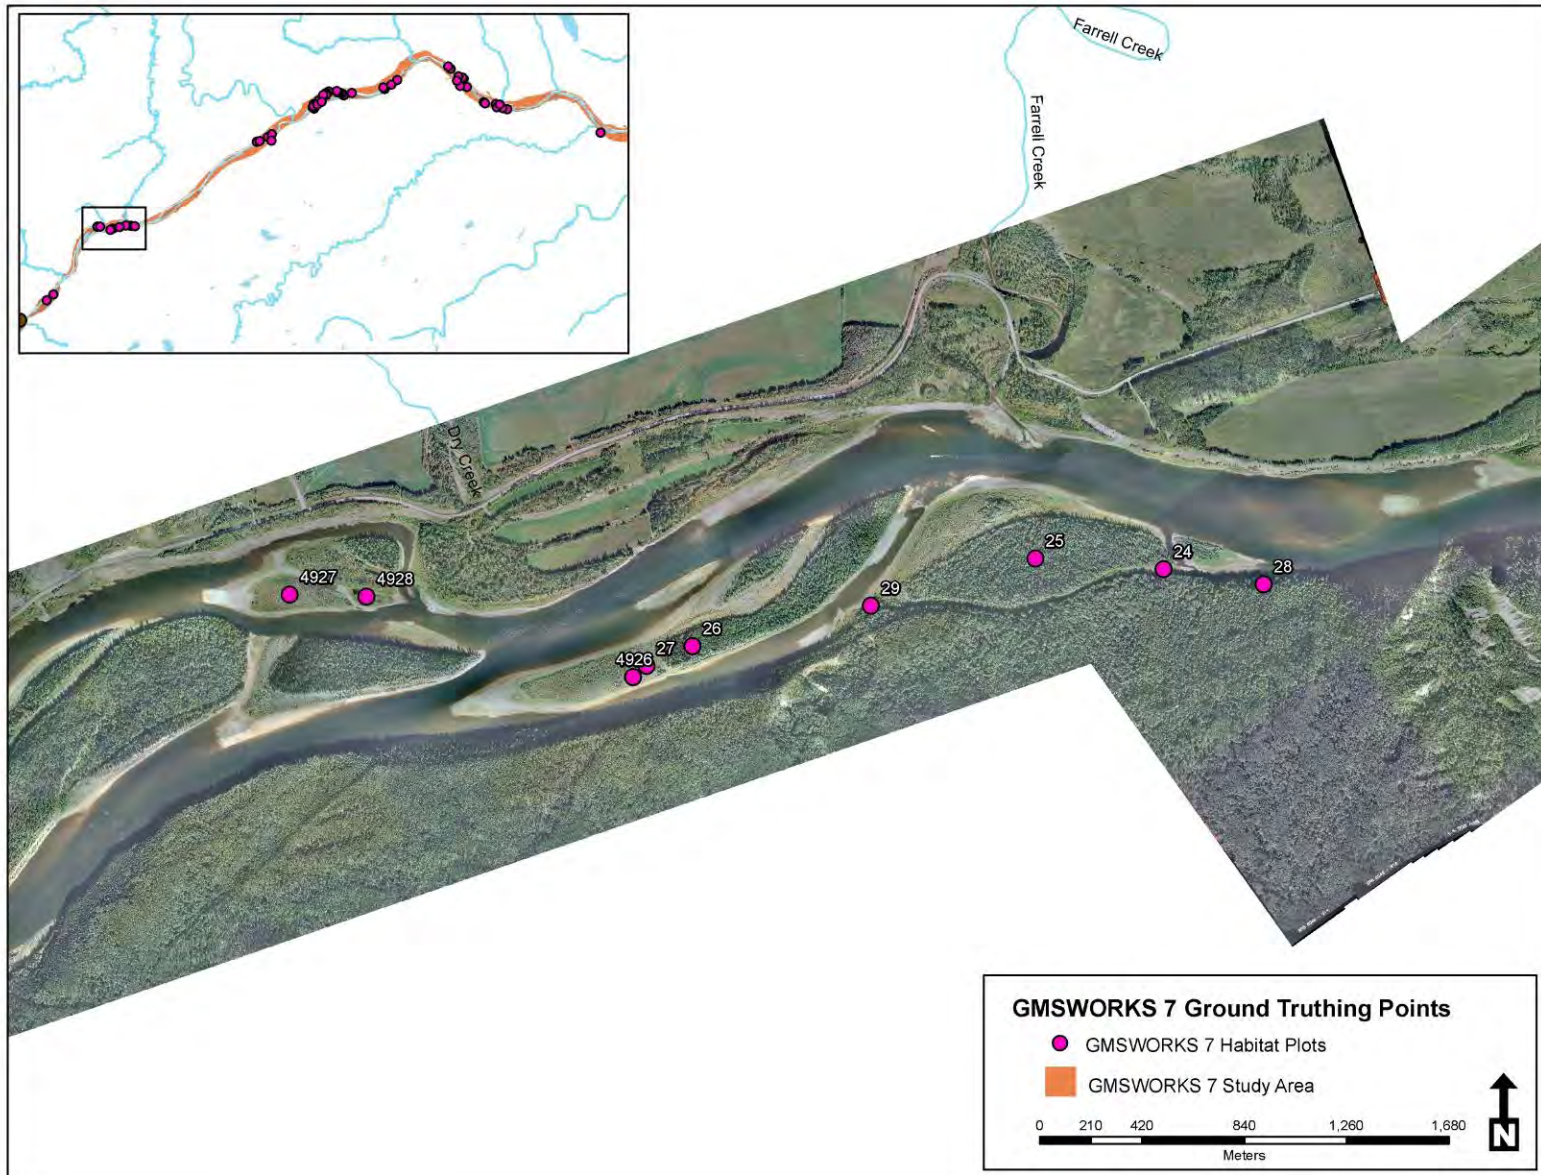 Farrell Creek
Farrell Creek
Dry Creek
4927
4928
25
24
28
29
26
27
4926
GMSWORKS 7 Ground Truthing Points
GMSWORKS 7 Habitat Plots
GMSWORKS 7 Study Area
0 210 420 840 1,260 1,680
Meters
N